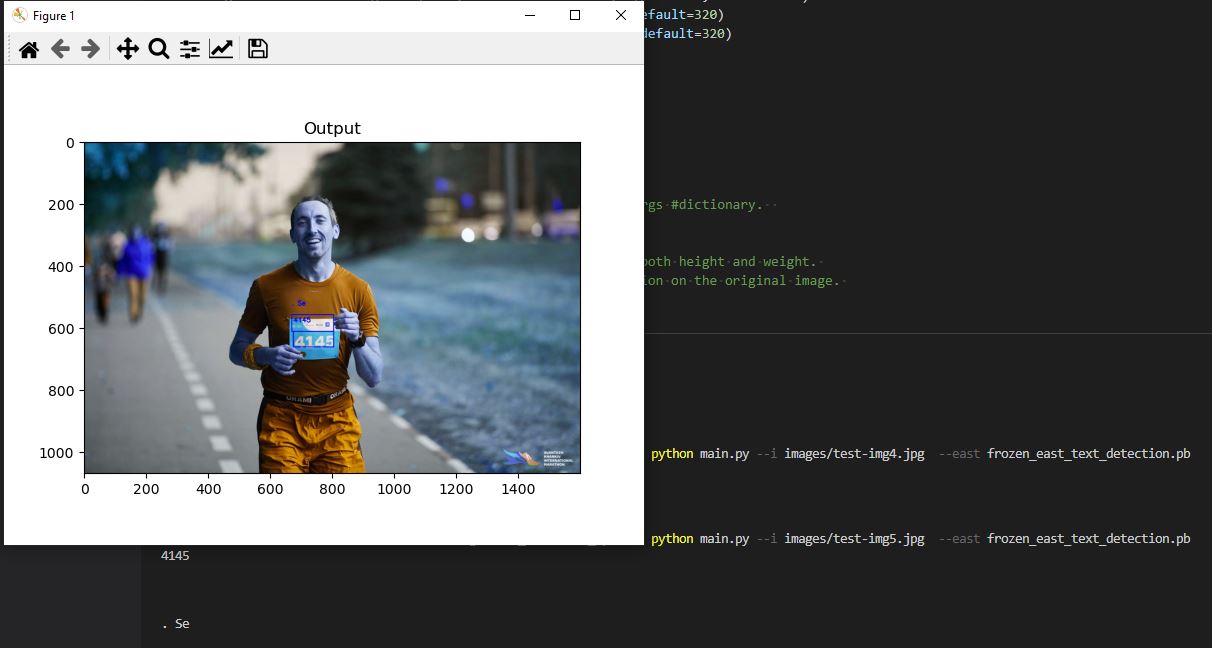 Figure 1
efault=320)
default=320)
Output
rgs #dictionary.
both height and weight.
ion on the original image.
0
200
400
600
800
1000
0
200
400
600
800
1000
1200
1400
Se
4145
4145
ORAMI
python main.py --i images/test-img4.jpg --east frozen_east_text_detection.pb
python main.py --i images/test-img5.jpg --east frozen_east_text_detection.pb
4145
. Se